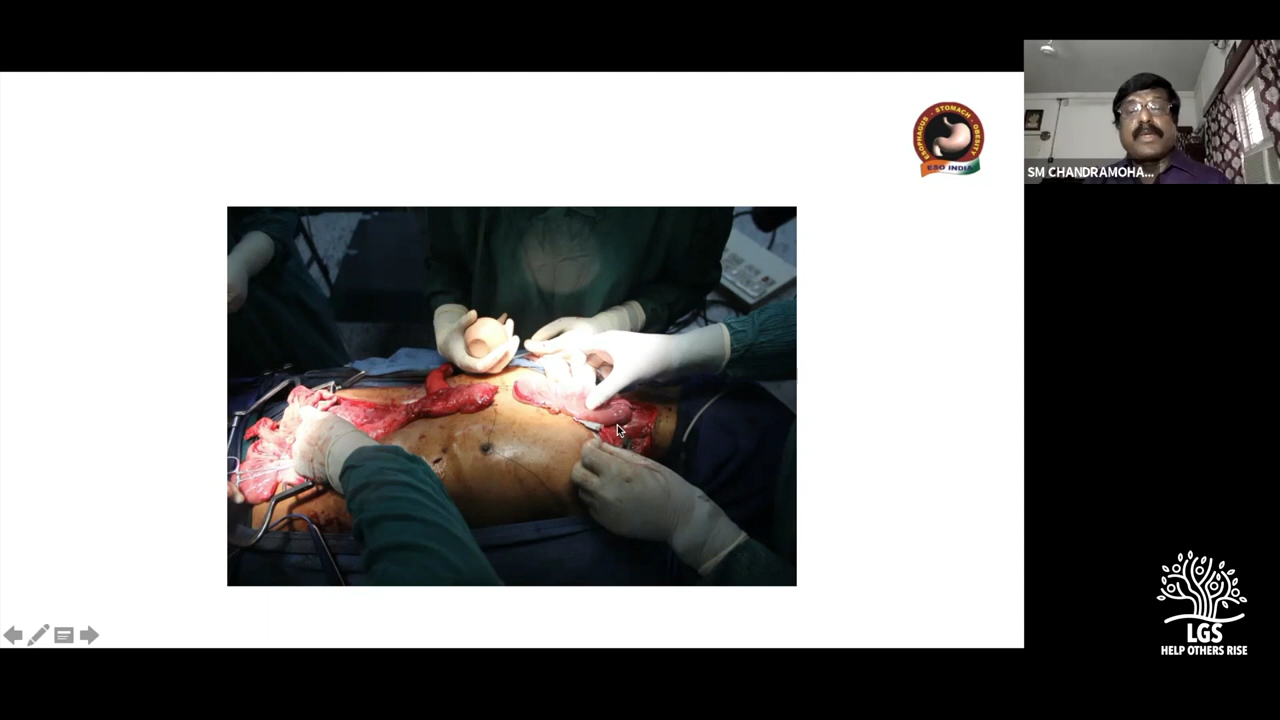 ESOPHAGUS - STOMACH - OBESITY
ESO INDIA
SM CHANDRAMOHA...
LGS
HELP OTHERS RISE